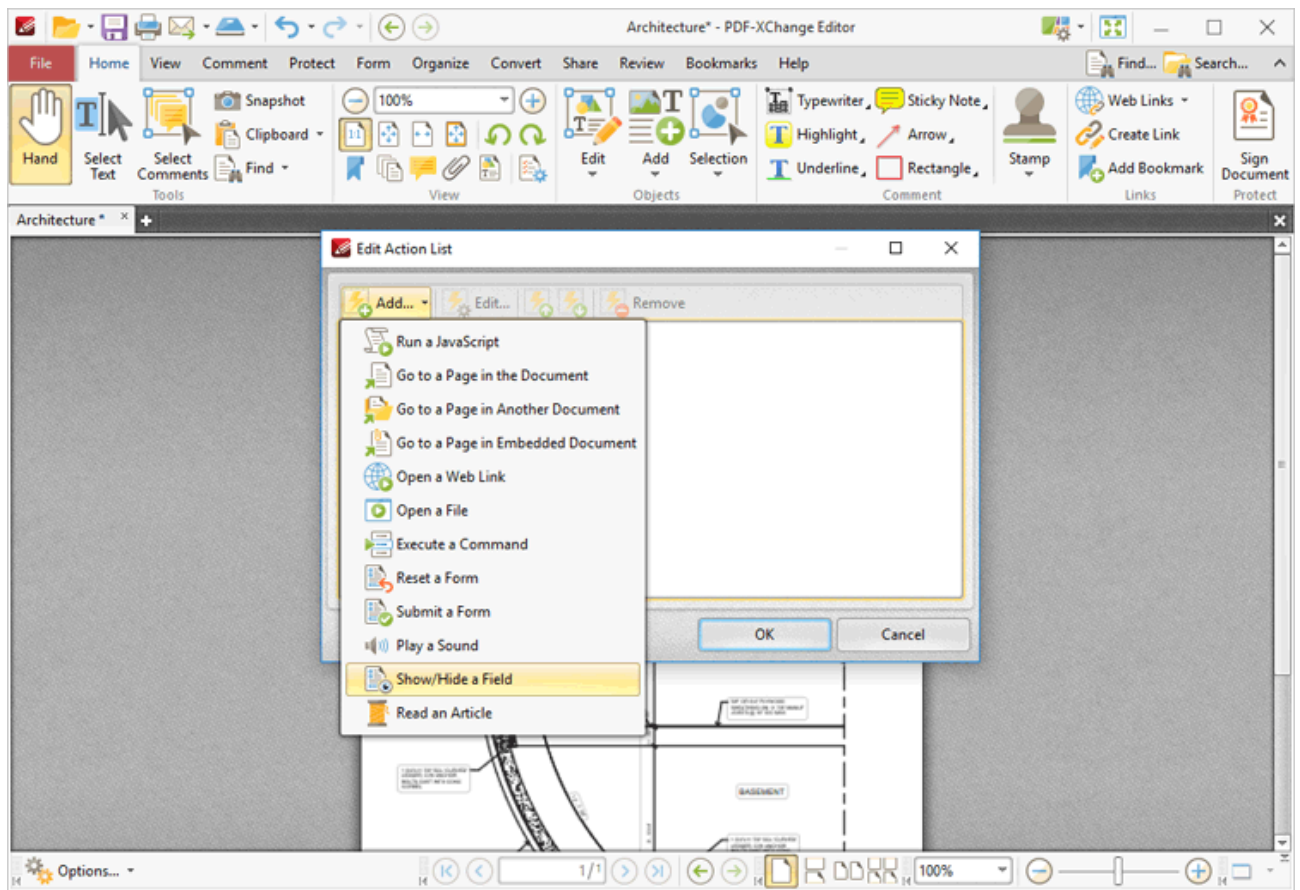 Architecture* - PDF-XChange Editor
File Home View Comment Protect Form Organize Convert Share Review Bookmarks Help Find... Search...
Snapshot 100% Typewriter Sticky Note Web Links
Clipboard Highlight Arrow Create Link
Hand Select Text Select Comments Find Edit Add Selection Underline Rectangle Stamp Add Bookmark Sign Document
Tools View Objects Comment Links Protect
Architecture *
Edit Action List
Add... Edit... Remove
Run a JavaScript
Go to a Page in the Document
Go to a Page in Another Document
Go to a Page in Embedded Document
Open a Web Link
Open a File
Execute a Command
Reset a Form
Submit a Form
Play a Sound
Show/Hide a Field
Read an Article
OK Cancel
BASEMENT
Options... 1/1 100%